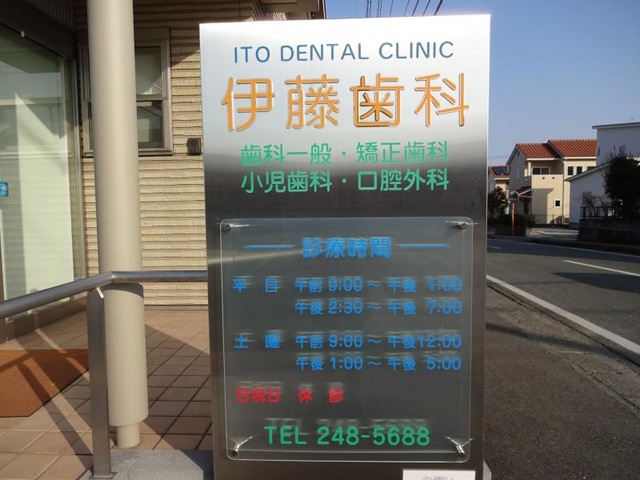 ITO DENTAL CLINIC
伊藤歯科
歯科一般・矯正歯科
小児歯科・口腔外科
診療時間
平 日 午前 9:00～午後 1:00
午後 2:30～午後 7:00
土 曜 午前 9:00～午後12:00
午後 1:00～午後 5:00
日祝日 休 診
TEL 248-5688